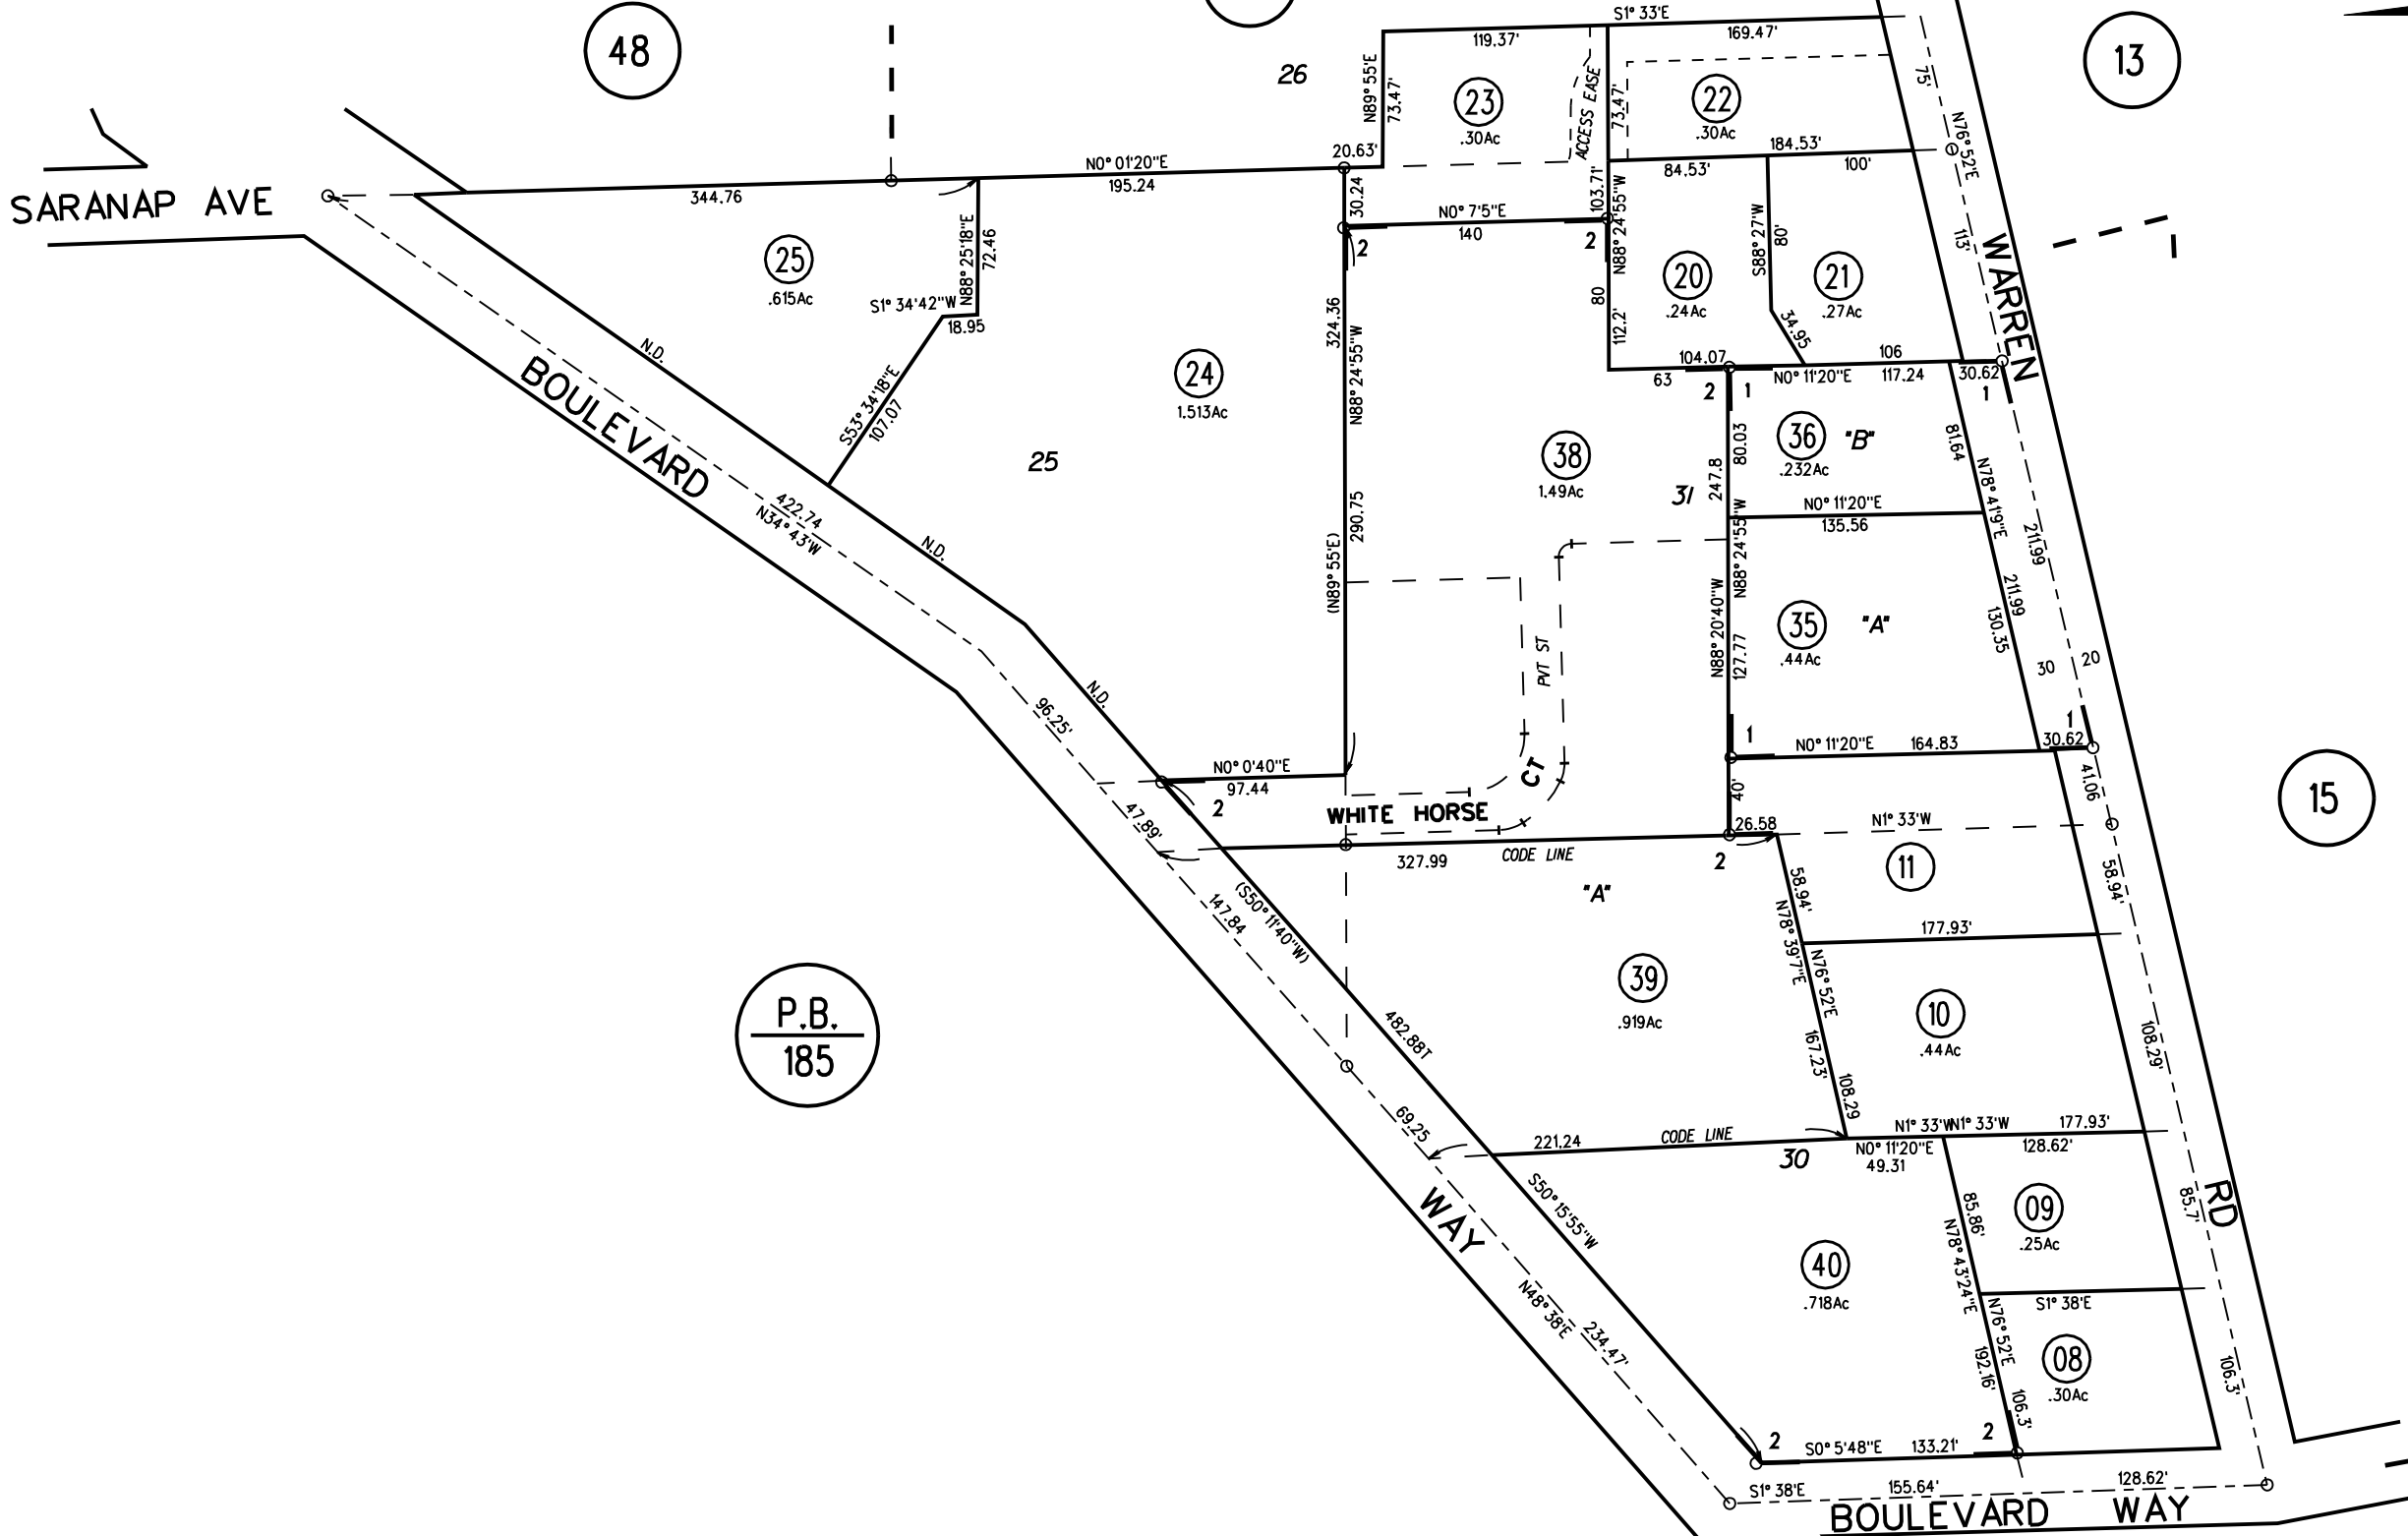 48
13
26
S1° 33'E
119.37'
169.47'
N89° 55'E
73.47'
23
.30Ac
ACCESS EASE
73.47'
22
.30Ac
75'
N76° 52'E
SARANAP AVE
344.76
N0° 01'20"E
195.24
20.63'
30.24
103.71'
84.53'
184.53'
100'
25
.615Ac
N88° 25'18"E
72.46
S1° 34'42"W
18.95
N0° 7'5"E
140
2
2
N88° 24'55"W
80
112.2'
20
.24Ac
S88° 27'W
80'
21
.27Ac
34.95
113'
WARREN
N.D.
BOULEVARD
S53° 34'18"E
107.07
24
1.513Ac
25
324.36
N88° 24'55"W
104.07
63
106
N0° 11'20"E
117.24
30.62
2
1
1
38
1.49Ac
31
247.8
80.03
36
"B"
.232Ac
81.64
N78° 41'9"E
211.99
422.74
N34° 43'W
N.D.
290.75
(N89° 55'E)
N0° 11'20"E
135.56
N88° 24'55"W
N88° 20'40"W
127.77
35
"A"
.44Ac
211.99
130.35
30
20
PVT ST
N.D.
96.25'
N0° 0'40"E
97.44
2
CT
WHITE HORSE
1
N0° 11'20"E
164.83
1
30.62
40'
41.06
26.58
47.89'
327.99
CODE LINE
2
N1° 33'W
11
58.94'
58.94'
"A"
147.84
(S50° 11'40"W)
N78° 39'7"E
177.93'
N76° 52'E
39
.919Ac
10
.44Ac
167.23'
108.29
108.29'
P.B.
185
482.88T
69.25
221.24
CODE LINE
30
N1° 33'W
N1° 33'W
177.93'
N0° 11'20"E
49.31
128.62'
WAY
S50° 15'55"W
85.86'
N78° 43'24"E
09
.25Ac
85.7'
RD
40
.718Ac
S1° 38'E
N48° 38'E
234.47'
N76° 52'E
192.16'
106.3'
08
.30Ac
106.3'
2
S0° 5'48"E
133.21'
2
S1° 38'E
155.64'
128.62'
BOULEVARD WAY
15